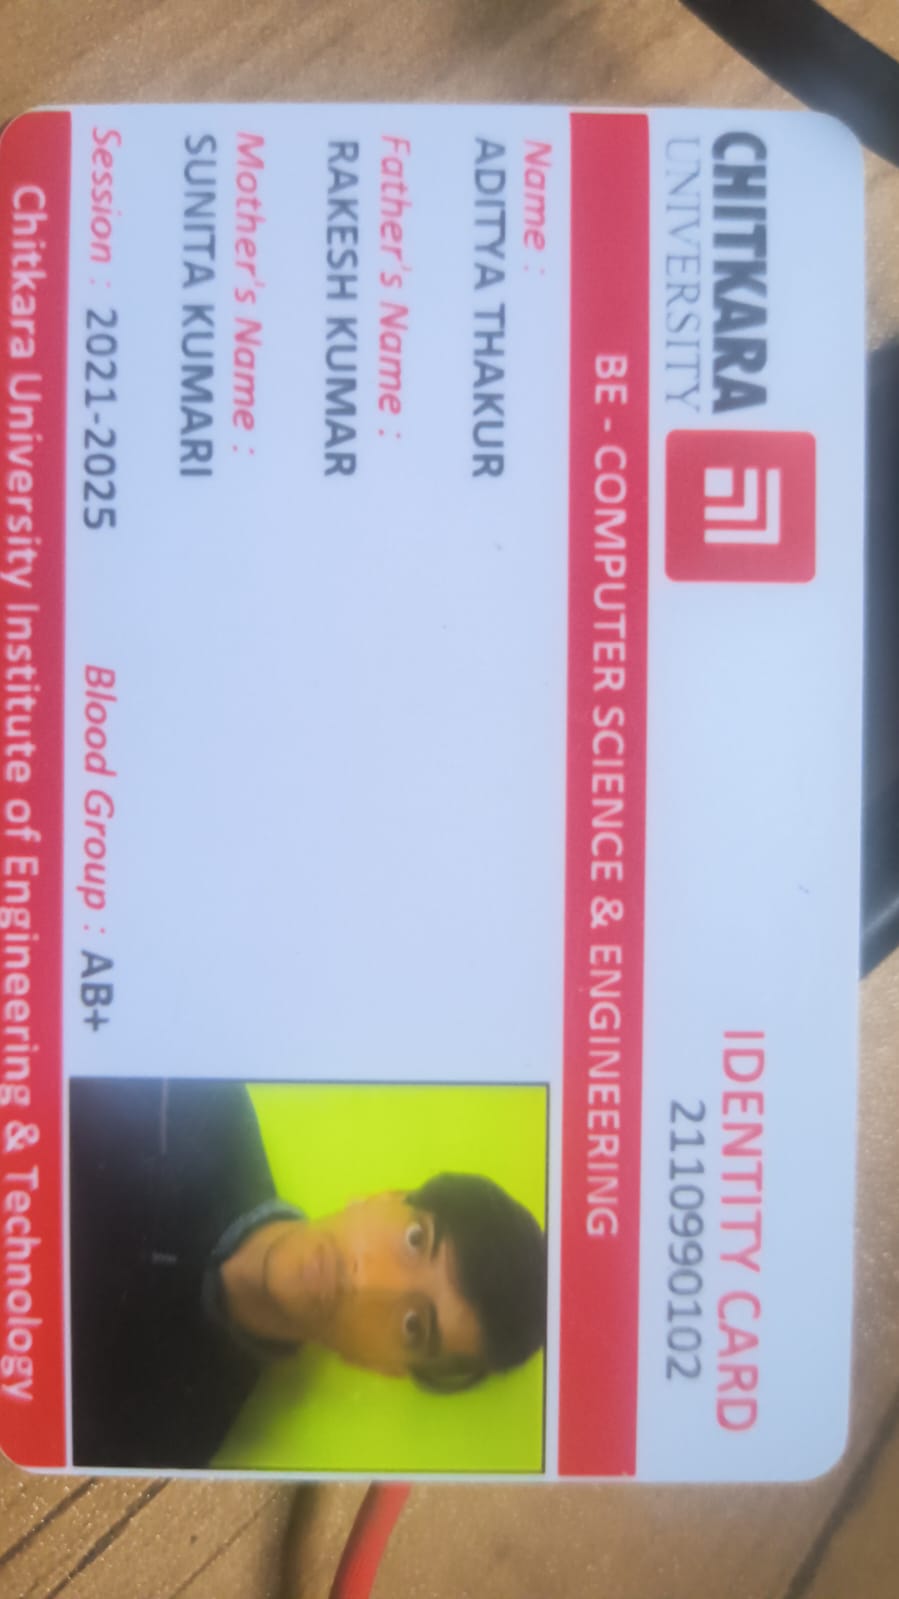 CHITKARA
UNIVERSITY
IDENTITY CARD
2110990102
BE - COMPUTER SCIENCE & ENGINEERING
Name :
ADITYA THAKUR
Father's Name :
RAKESH KUMAR
Mother's Name :
SUNITA KUMARI
Session : 2021-2025 Blood Group : AB+
Chitkara University Institute of Engineering & Technology